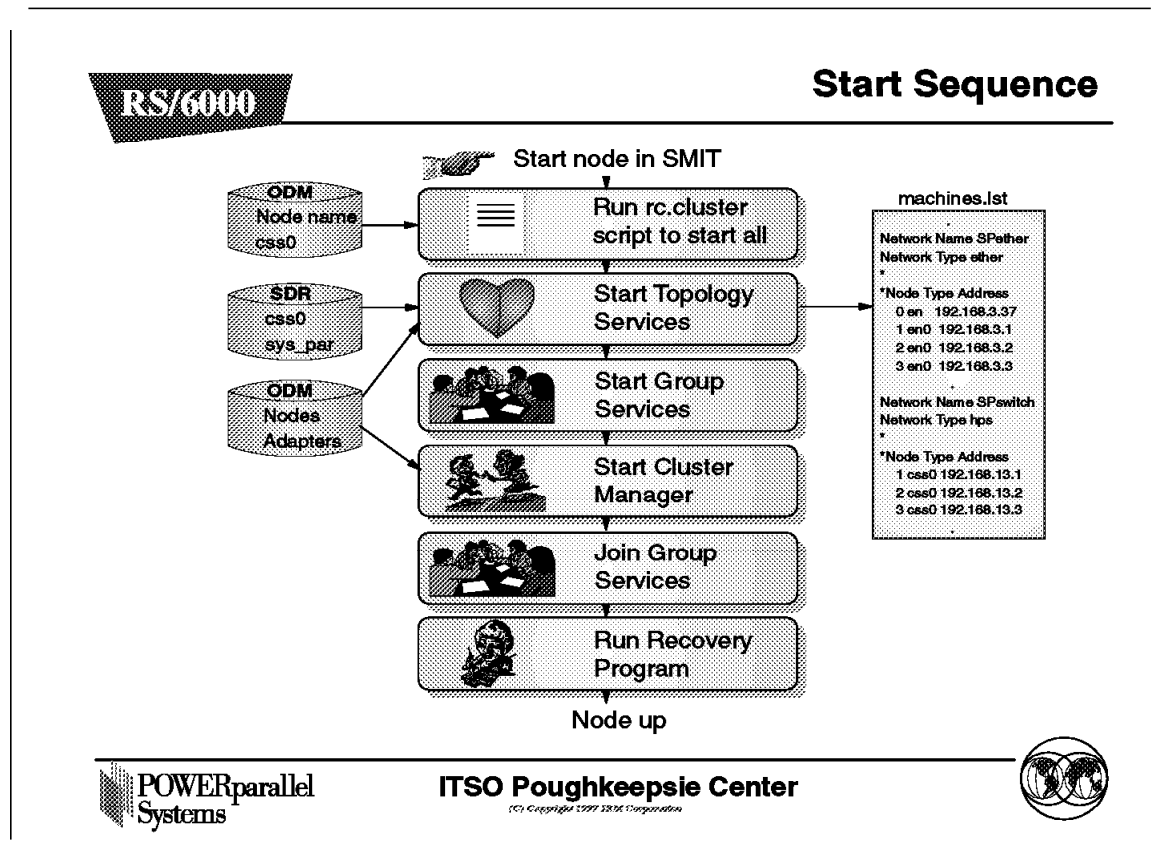 RS/6000
Start Sequence
Start node in SMIT
ODM
Node name
css0
Run rc.cluster
script to start all
SDR
css0
sys_par
Start Topology
Services
ODM
Nodes
Adapters
Start Group
Services
Start Cluster
Manager
Join Group
Services
Run Recovery
Program
Node up
machines.lst
.
Network Name SPether
Network Type ether
*
*Node Type Address
0 en 192.168.3.37
1 en0 192.168.3.1
2 en0 192.168.3.2
3 en0 192.168.3.3
.
Network Name SPswitch
Network Type hps
*
*Node Type Address
1 css0 192.168.13.1
2 css0 192.168.13.2
3 css0 192.168.13.3
.
POWERparallel
Systems
ITSO Poughkeepsie Center
(C) Copyright 1997 IBM Corporation